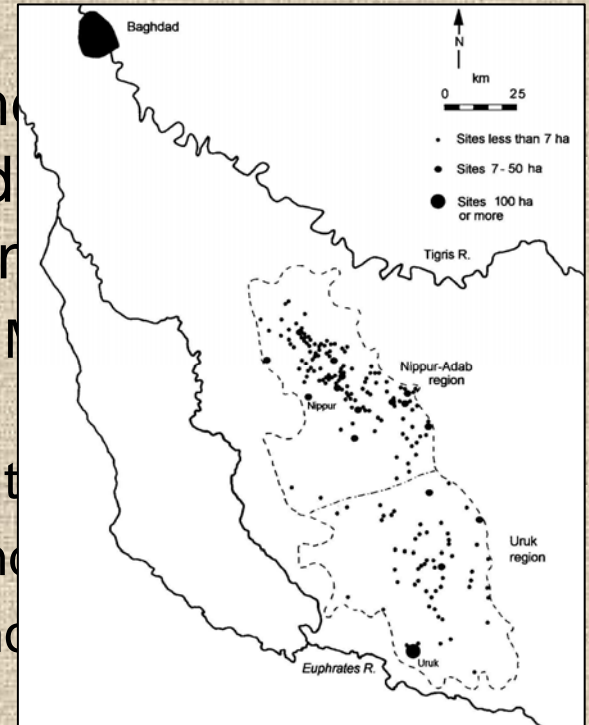 Baghdad
N
km
0 25
Sites less than 7 ha
Sites 7-50 ha
Sites 100 ha
or more
Tigris R.
Nippur-Adab
region
Nippur
Uruk
region
Uruk
Euphrates R.